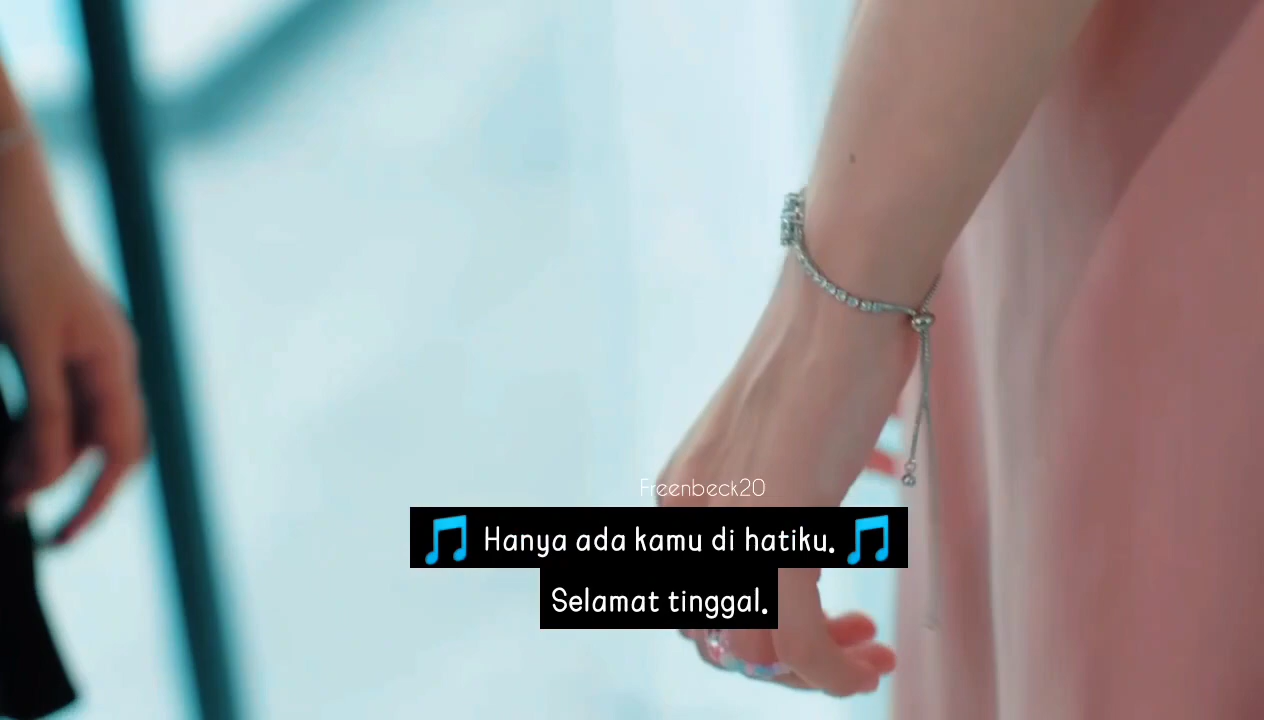 Freenbeck20
🎵 Hanya ada kamu di hatiku. 🎵
Selamat tinggal.